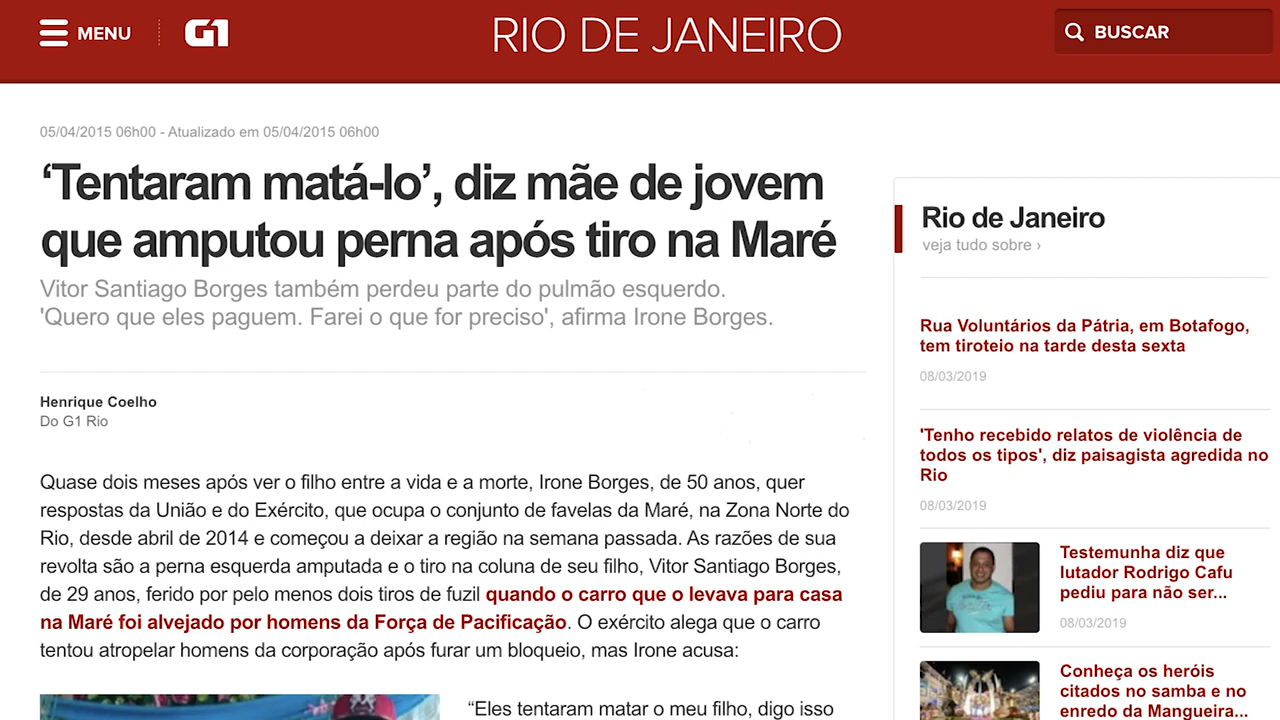 MENU
G1
RIO DE JANEIRO
BUSCAR
05/04/2015 06h00 - Atualizado em 05/04/2015 06h00
‘Tentaram matá-lo’, diz mãe de jovem
que amputou perna após tiro na Maré
Vitor Santiago Borges também perdeu parte do pulmão esquerdo.
'Quero que eles paguem. Farei o que for preciso', afirma Irone Borges.
Henrique Coelho
Do G1 Rio
Quase dois meses após ver o filho entre a vida e a morte, Irone Borges, de 50 anos, quer
respostas da União e do Exército, que ocupa o conjunto de favelas da Maré, na Zona Norte do
Rio, desde abril de 2014 e começou a deixar a região na semana passada. As razões de sua
revolta são a perna esquerda amputada e o tiro na coluna de seu filho, Vitor Santiago Borges,
de 29 anos, ferido por pelo menos dois tiros de fuzil quando o carro que o levava para casa
na Maré foi alvejado por homens da Força de Pacificação. O exército alega que o carro
tentou atropelar homens da corporação após furar um bloqueio, mas Irone acusa:
“Eles tentaram matar o meu filho, digo isso
Rio de Janeiro
veja tudo sobre ›
Rua Voluntários da Pátria, em Botafogo,
tem tiroteio na tarde desta sexta
08/03/2019
'Tenho recebido relatos de violência de
todos os tipos', diz paisagista agredida no
Rio
08/03/2019
Testemunha diz que
lutador Rodrigo Cafu
pediu para não ser...
08/03/2019
Conheça os heróis
citados no samba e no
enredo da Mangueira...